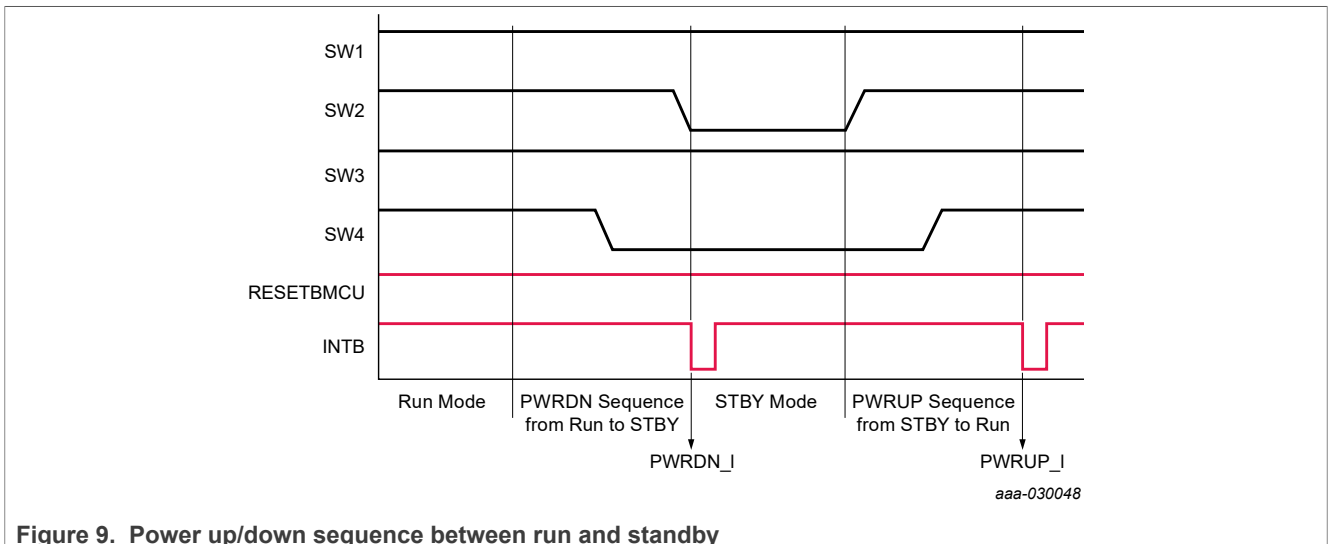 SW1
SW2
SW3
SW4
RESETBMCU
INTB
Run Mode
PWRDN Sequence
from Run to STBY
STBY Mode
PWRUP Sequence
from STBY to Run
PWRDN_I
PWRUP_I
aaa-030048
Figure 9. Power up/down sequence between run and standby